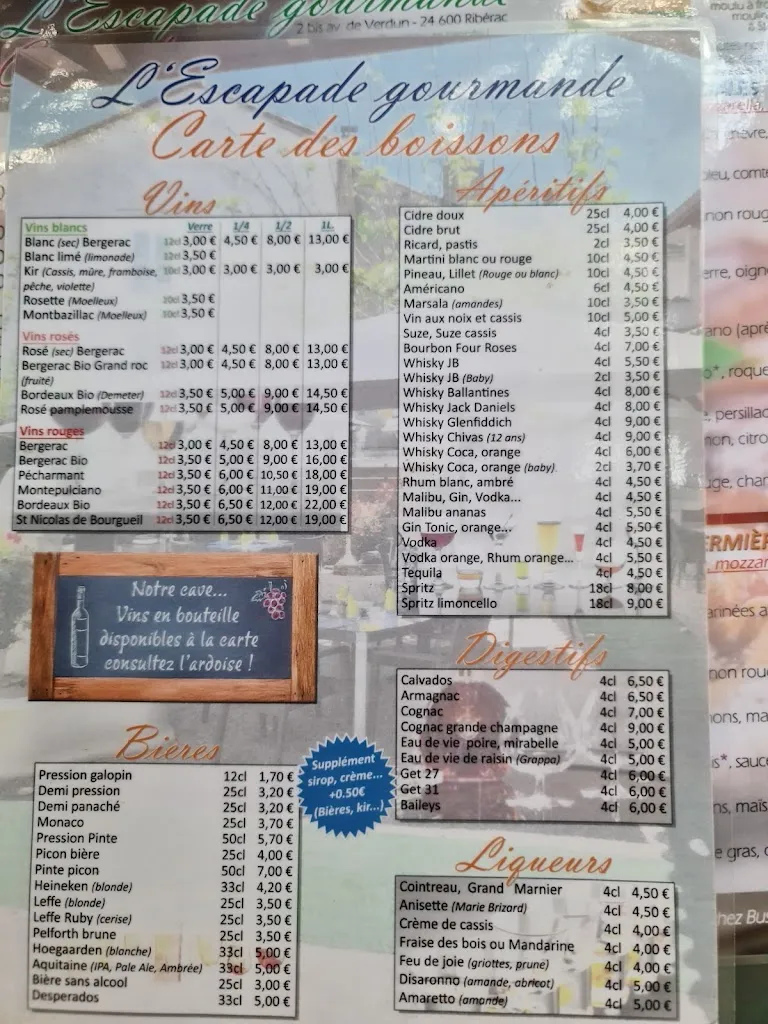 L'Escapade gourmande
2 bis av. de Verdun - 24 600 Ribérac
L'Escapade gourmande
Carte des boissons
Vins
Vins blancs Verre 1/4 1/2 1L.
Blanc (sec) Bergerac 12cl 3,00 € 4,50 € 8,00 € 13,00 €
Blanc limé (limonade) 12cl 3,50 €
Kir (Cassis, mûre, framboise, 10cl 3,00 € 3,00 € 3,00 € 3,00 €
pêche, violette)
Rosette (Moelleux) 10cl 3,50 €
Montbazillac (Moelleux) 10cl 3,50 €
Vins rosés
Rosé (sec) Bergerac 12cl 3,00 € 4,50 € 8,00 € 13,00 €
Bergerac Bio Grand roc 12cl 3,00 € 4,50 € 8,00 € 13,00 €
(fruité)
Bordeaux Bio (Demeter) 12cl 3,50 € 5,00 € 9,00 € 14,50 €
Rosé pamplemousse 12cl 3,50 € 5,00 € 9,00 € 14,50 €
Vins rouges
Bergerac 12cl 3,00 € 4,50 € 8,00 € 13,00 €
Bergerac Bio 12cl 3,50 € 5,00 € 9,00 € 16,00 €
Pécharmant 12cl 3,50 € 6,00 € 10,50 € 18,00 €
Montepulciano 12cl 3,50 € 6,00 € 11,00 € 19,00 €
Bordeaux Bio 12cl 3,50 € 6,50 € 12,00 € 22,00 €
St Nicolas de Bourgueil 12cl 3,50 € 6,50 € 12,00 € 19,00 €
Notre cave...
Vins en bouteille
disponibles à la carte
consultez l'ardoise !
Bières
Pression galopin 12cl 1,70 €
Demi pression 25cl 3,20 €
Demi panaché 25cl 3,20 €
Monaco 25cl 3,70 €
Pression Pinte 50cl 5,70 €
Picon bière 25cl 4,00 €
Pinte picon 50cl 7,00 €
Heineken (blonde) 33cl 4,20 €
Leffe (blonde) 25cl 3,50 €
Leffe Ruby (cerise) 25cl 3,50 €
Pelforth brune 25cl 3,50 €
Hoegaarden (blanche) 33cl 5,00 €
Aquitaine (IPA, Pale Ale, Ambrée) 33cl 5,00 €
Bière sans alcool 25cl 3,00 €
Desperados 33cl 5,00 €
Supplément
sirop, crème...
+0.50€
(Bières, kir...)
Apéritifs
Cidre doux 25cl 4,00 €
Cidre brut 25cl 4,00 €
Ricard, pastis 2cl 3,50 €
Martini blanc ou rouge 10cl 4,50 €
Pineau, Lillet (Rouge ou blanc) 10cl 4,50 €
Américano 6cl 4,50 €
Marsala (amandes) 10cl 3,50 €
Vin aux noix et cassis 10cl 5,00 €
Suze, Suze cassis 4cl 3,50 €
Bourbon Four Roses 4cl 7,00 €
Whisky JB 4cl 5,50 €
Whisky JB (Baby) 2cl 3,50 €
Whisky Ballantines 4cl 8,00 €
Whisky Jack Daniels 4cl 8,00 €
Whisky Glenfiddich 4cl 9,00 €
Whisky Chivas (12 ans) 4cl 9,00 €
Whisky Coca, orange 4cl 6,00 €
Whisky Coca, orange (baby). 2cl 3,70 €
Rhum blanc, ambré 4cl 4,50 €
Malibu, Gin, Vodka... 4cl 4,50 €
Malibu ananas 4cl 5,50 €
Gin Tonic, orange... 4cl 5,50 €
Vodka 4cl 4,50 €
Vodka orange, Rhum orange... 4cl 5,50 €
Tequila 4cl 4,50 €
Spritz 18cl 8,00 €
Spritz limoncello 18cl 9,00 €
Digestifs
Calvados 4cl 6,50 €
Armagnac 4cl 6,50 €
Cognac 4cl 7,00 €
Cognac grande champagne 4cl 9,00 €
Eau de vie poire, mirabelle 4cl 5,00 €
Eau de vie de raisin (Grappa) 4cl 5,00 €
Get 27 4cl 6,00 €
Get 31 4cl 6,00 €
Baileys 4cl 6,00 €
Liqueurs
Cointreau, Grand Marnier 4cl 4,50 €
Anisette (Marie Brizard) 4cl 4,50 €
Crème de cassis 4cl 4,00 €
Fraise des bois ou Mandarine 4cl 4,00 €
Feu de joie (griottes, prune) 4cl 4,00 €
Disaronno (amande, abricot) 4cl 5,00 €
Amaretto (amande) 4cl 5,00 €